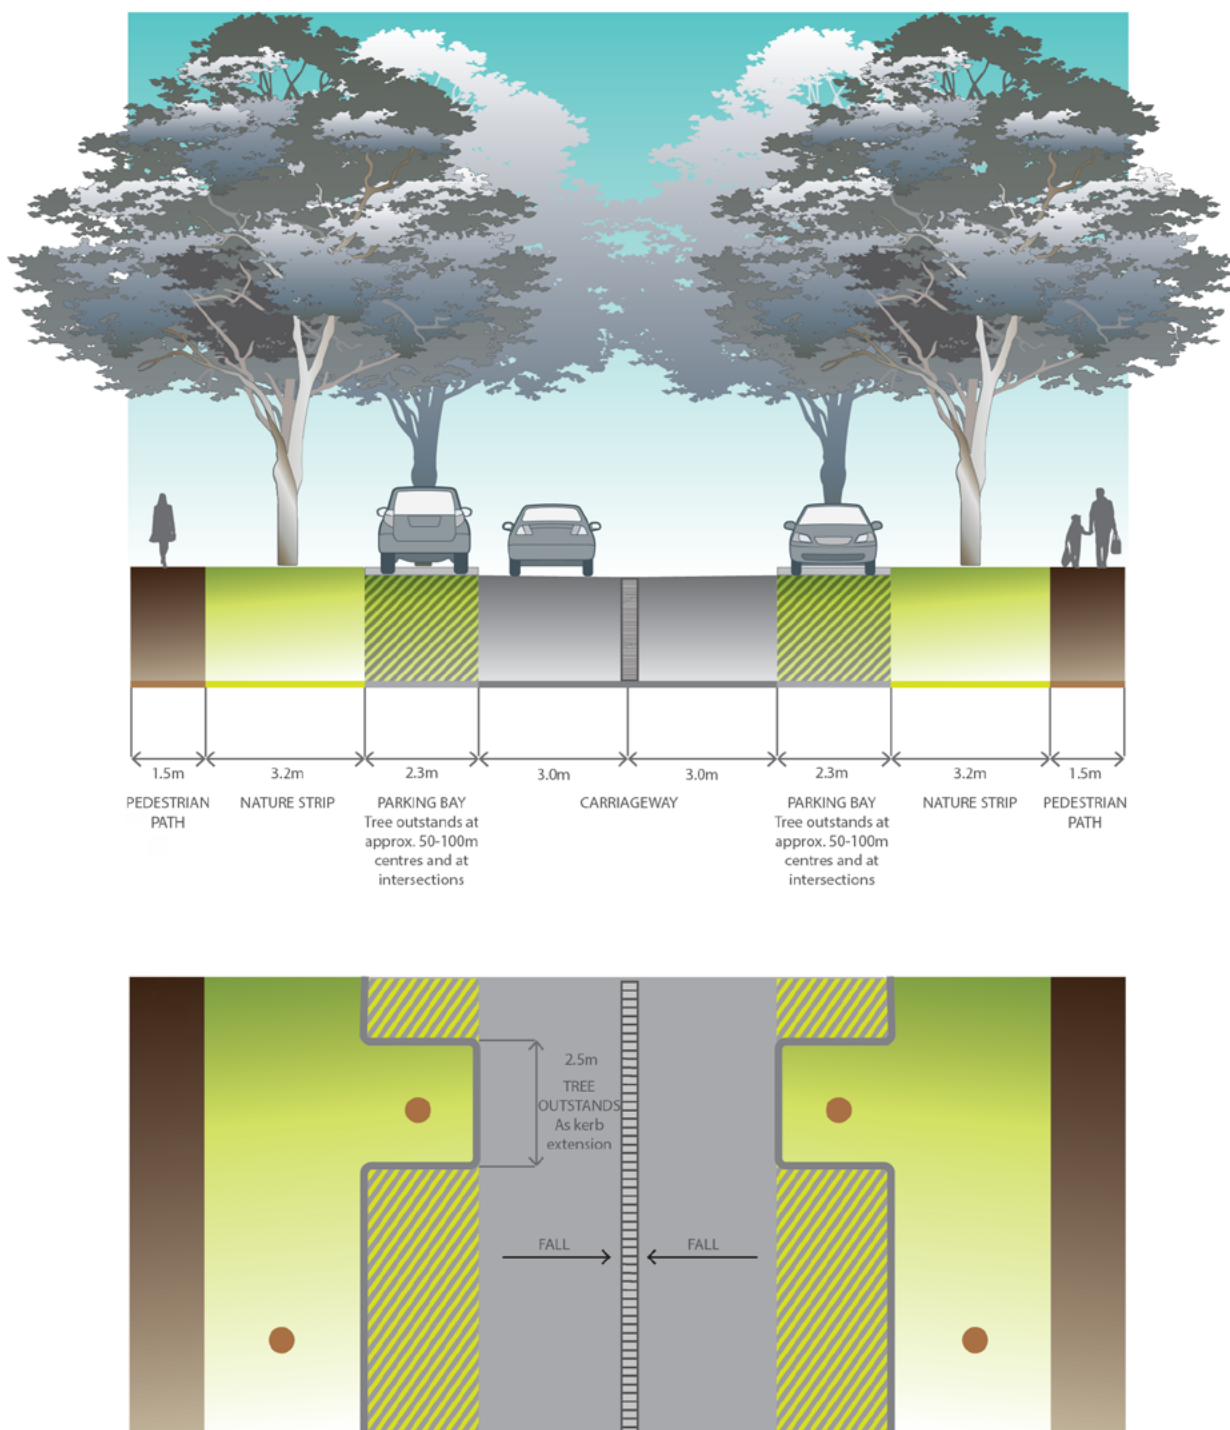 1.5m
3.2m
2.3m
3.0m
3.0m
2.3m
3.2m
1.5m
PEDESTRIAN
PATH
NATURE STRIP
PARKING BAY
Tree outstands at
approx. 50-100m
centres and at
intersections
CARRIAGEWAY
PARKING BAY
Tree outstands at
approx. 50-100m
centres and at
intersections
NATURE STRIP
PEDESTRIAN
PATH
2.5m
TREE
OUTSTANDS
As kerb
extension
FALL
FALL